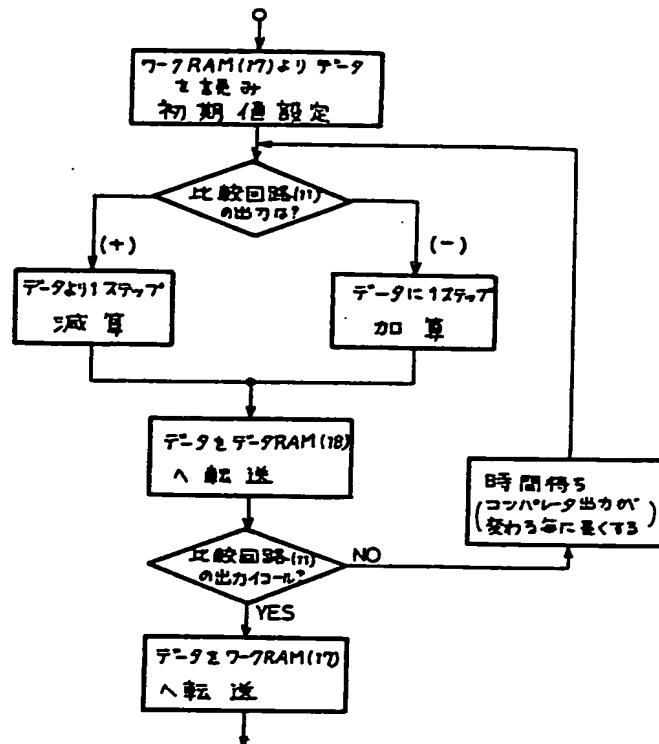 ワークRAM(17)よりデータ
を読み
初期値設定
比較回路(11)
の出力は?
(+)
(-)
データより1ステップ
減算
データに1ステップ
加算
データをデータRAM(18)
へ転送
時間待ち
(コンパレータ出力が
変わる毎に長くする)
比較回路(11)
の出力イコール?
NO
YES
データをワークRAM(17)
へ転送